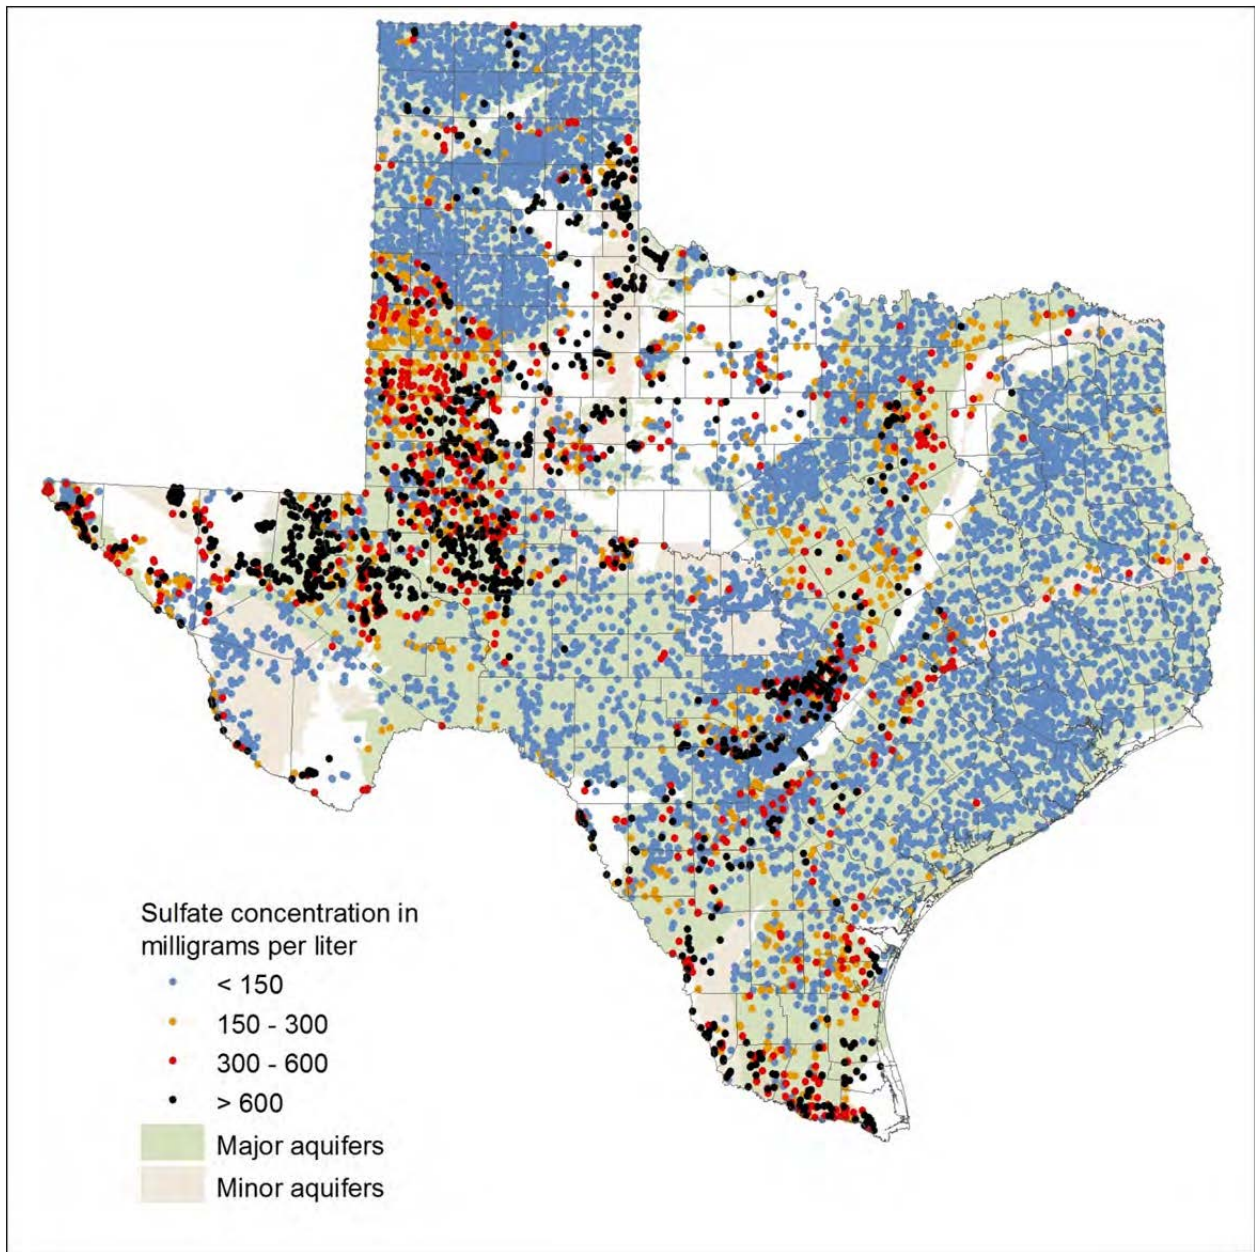 Sulfate concentration in
milligrams per liter
< 150
150 - 300
300 - 600
> 600
Major aquifers
Minor aquifers